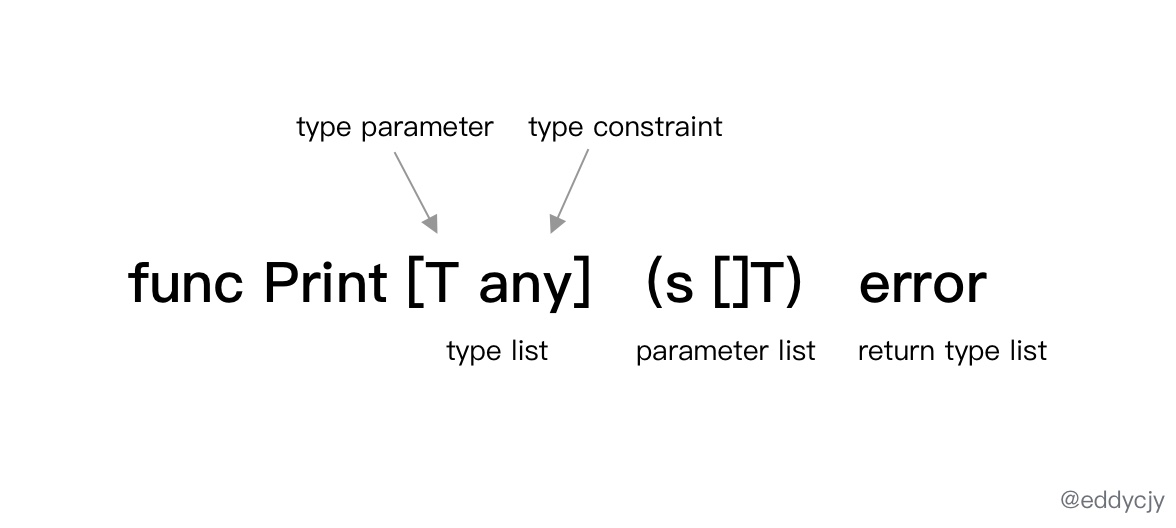 type parameter type constraint
func Print [T any] (s []T) error
type list parameter list return type list
@eddycjy